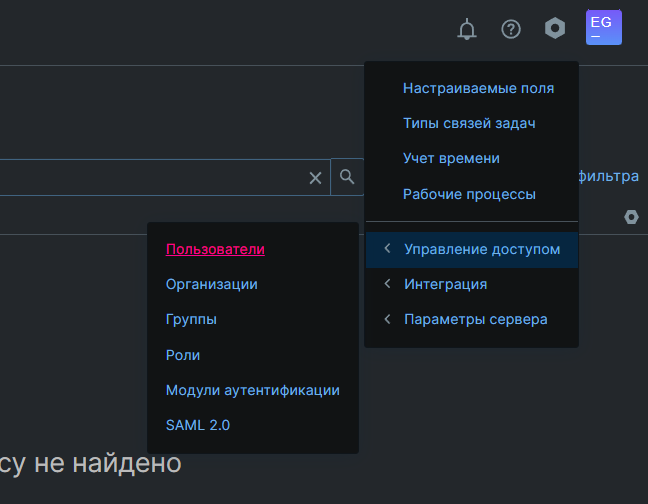 EG
Настраиваемые поля
Типы связей задач
Учет времени
фильтра
Рабочие процессы
Пользователи
Управление доступом
Организации
Интеграция
Группы
Параметры сервера
Роли
Модули аутентификации
SAML 2.0
су не найдено